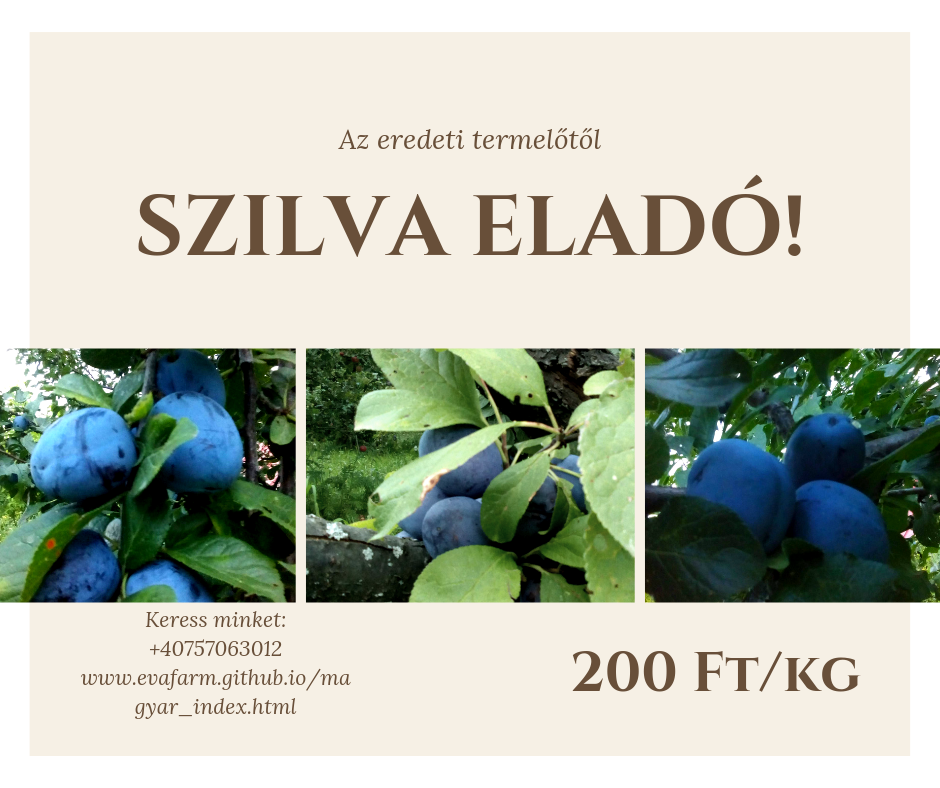 Az eredeti termelőtől
SZILVA ELADÓ!
Keress minket:
+40757063012
www.evafarm.github.io/ma
gyar_index.html
200 Ft/kg